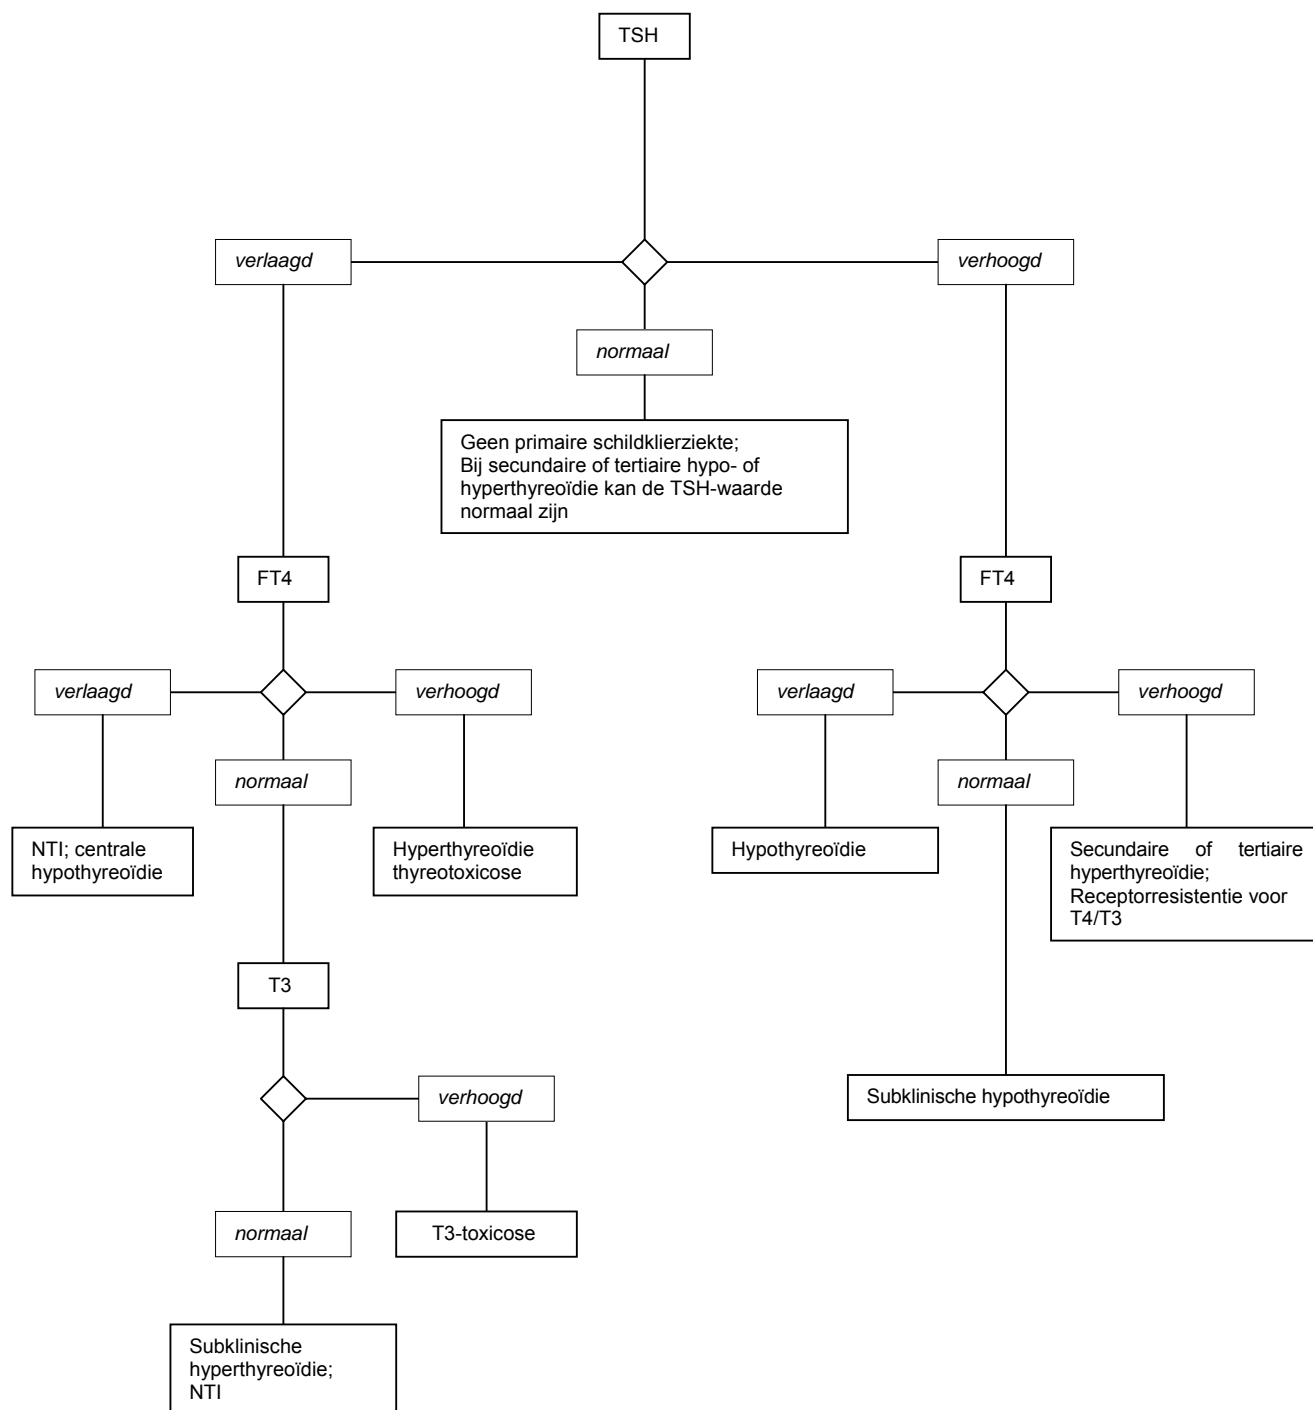 TSH
verlaagd
verhoogd
normaal
Geen primaire schildklierziekte;
Bij secundaire of tertiaire hypo- of
hyperthyreoïdie kan de TSH-waarde
normaal zijn
FT4
FT4
verlaagd
verhoogd
verlaagd
verhoogd
normaal
normaal
NTI; centrale
hypothyreoïdie
Hyperthyreoïdie
thyreotoxicose
Hypothyreoïdie
Secundaire of tertiaire
hyperthyreoïdie;
Receptorresistentie voor
T4/T3
T3
verhoogd
Subklinische hypothyreoïdie
normaal
T3-toxicose
Subklinische
hyperthyreoïdie;
NTI